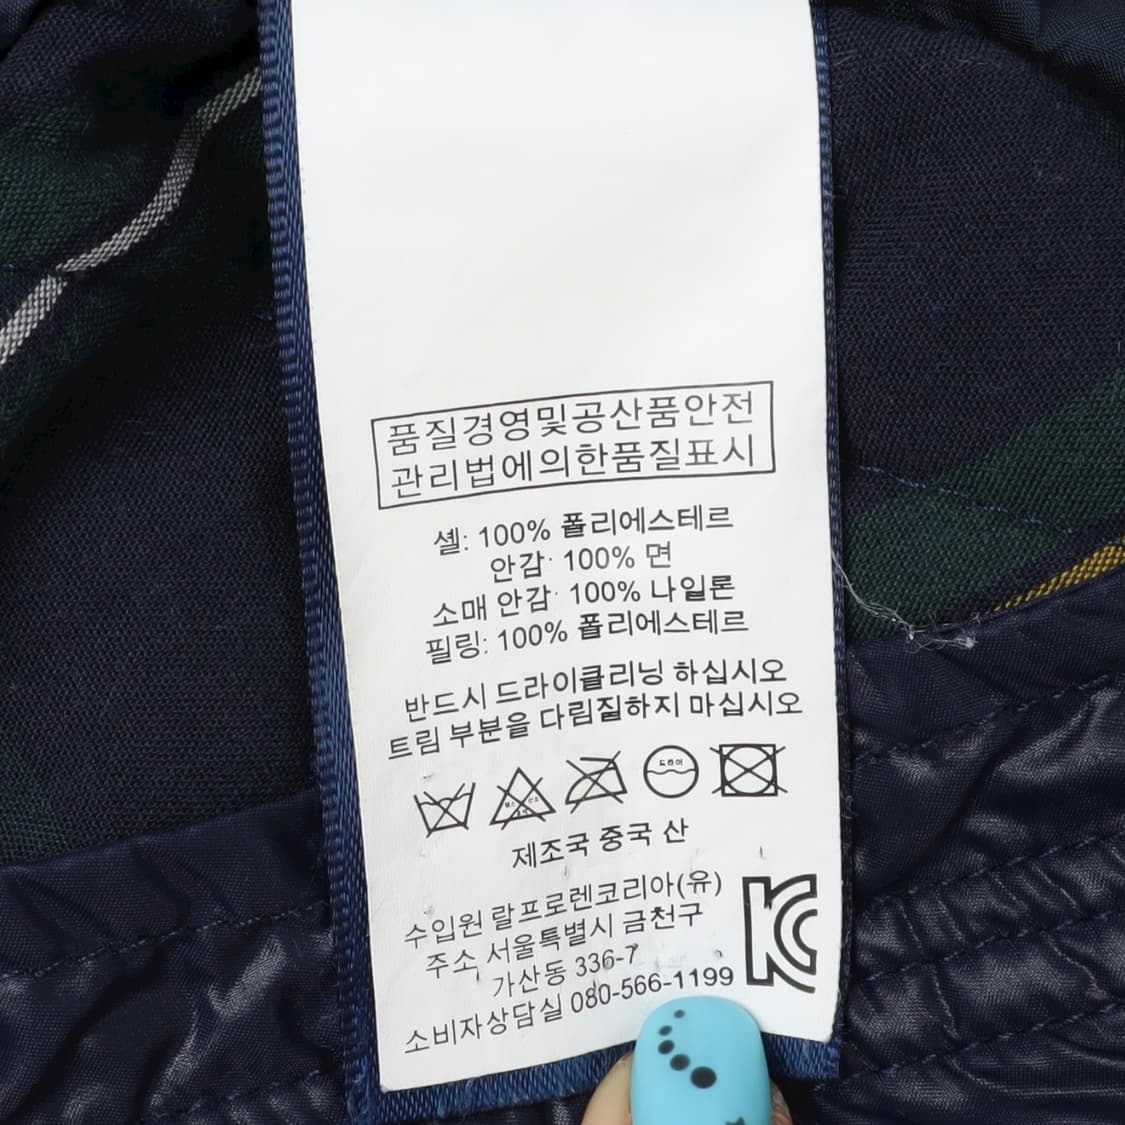 품질경영및공산품안전
관리법에의한품질표시
셸: 100% 폴리에스테르
안감: 100% 면
소매 안감: 100% 나일론
필링: 100% 폴리에스테르
반드시 드라이클리닝 하십시오
트림 부분을 다림질하지 마십시오
드라이
제조국 중국 산
수입원 랄프로렌코리아(유)
주소 서울특별시 금천구
가산동 336-7
소비자상담실 080-566-1199
KC